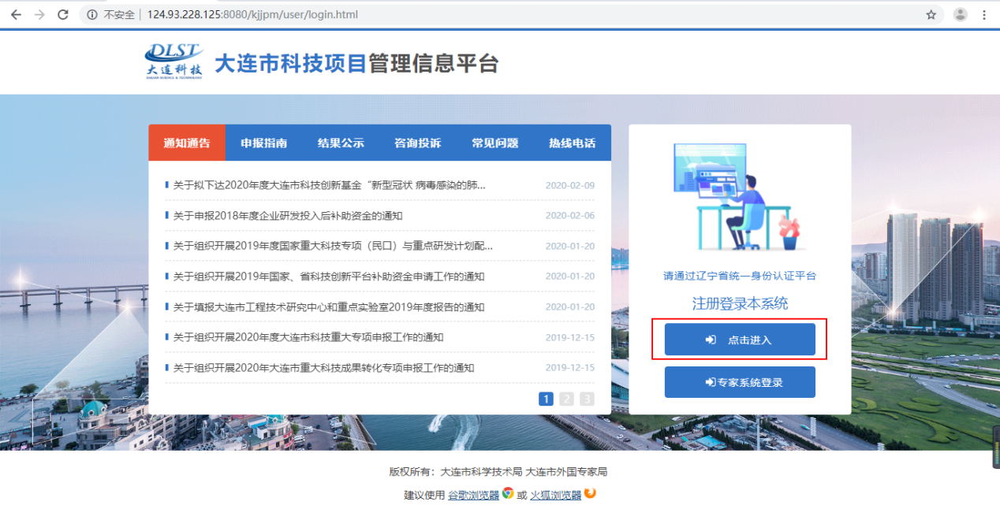 不安全 124.93.228.125:8080/kjjpm/user/login.html
DLST
大连科技
DALIAN SCIENCE & TECHNOLOGY
大连市科技项目管理信息平台
通知通告 申报指南 结果公示 咨询投诉 常见问题 热线电话
关于拟下达2020年度大连市科技创新基金“新型冠状 病毒感染的肺... 2020-02-09
关于申报2018年度企业研发投入后补助资金的通知 2020-02-06
关于组织开展2019年度国家重大科技专项（民口）与重点研发计划配... 2020-01-20
关于组织开展2019年国家、省科技创新平台补助资金申请工作的通知 2020-01-20
关于填报大连市工程技术研究中心和重点实验室2019年度报告的通知 2020-01-20
关于组织开展2020年度大连市科技重大专项申报工作的通知 2019-12-15
关于组织开展2020年大连市重大科技成果转化专项申报工作的通知 2019-12-15
1 2 3
请通过辽宁省统一身份认证平台
注册登录本系统
点击进入
专家系统登录
版权所有：大连市科学技术局 大连市外国专家局
建议使用 谷歌浏览器 或 火狐浏览器